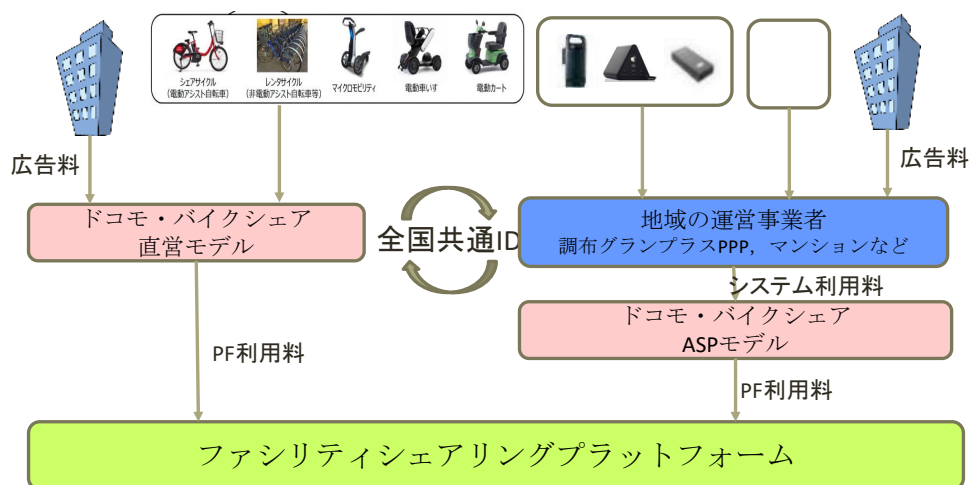 シェアサイクル
(電動アシスト自転車)
レンタサイクル
(非電動アシスト自転車等)
マイクロモビリティ
電動車いす
電動カート
広告料
広告料
ドコモ・バイクシェア
直営モデル
全国共通ID
地域の運営事業者
調布グランプラスPPP，マンションなど
システム利用料
ドコモ・バイクシェア
ASPモデル
PF利用料
PF利用料
ファシリティシェアリングプラットフォーム